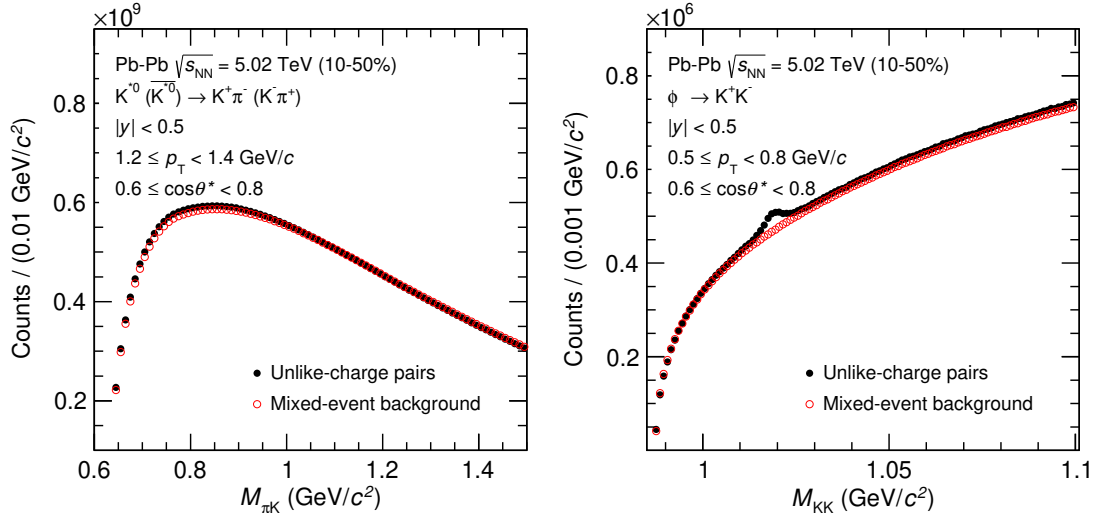 ×10⁹
Pb-Pb √s_NN = 5.02 TeV (10-50%)
K*⁰ (K̅*⁰) → K⁺π⁻ (K⁻π⁺)
|y| < 0.5
1.2 ≤ p_T < 1.4 GeV/c
0.6 ≤ cosθ* < 0.8
Unlike-charge pairs
Mixed-event background
Counts / (0.01 GeV/c²)
0.8
0.6
0.4
0.2
0.6 0.8 1 1.2 1.4
M_πK (GeV/c²)
×10⁶
Pb-Pb √s_NN = 5.02 TeV (10-50%)
ϕ → K⁺K⁻
|y| < 0.5
0.5 ≤ p_T < 0.8 GeV/c
0.6 ≤ cosθ* < 0.8
Unlike-charge pairs
Mixed-event background
Counts / (0.001 GeV/c²)
0.8
0.6
0.4
0.2
1 1.05 1.1
M_KK (GeV/c²)